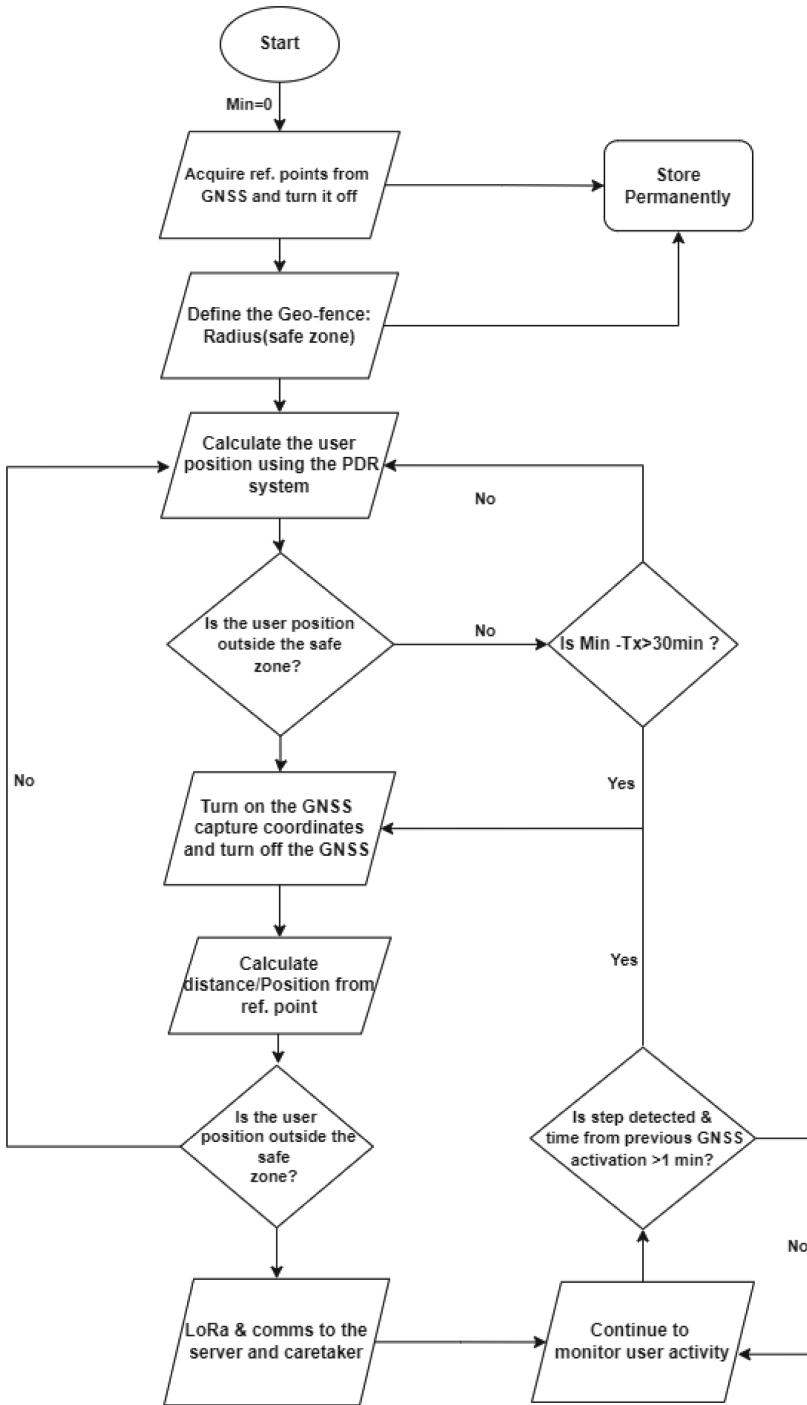 Start
Min=0
Acquire ref. points from
GNSS and turn it off
Store
Permanently
Define the Geo-fence:
Radius(safe zone)
Calculate the user
position using the PDR
system
No
Is the user position
outside the safe
zone?
No
Is Min -Tx>30min ?
No
Yes
Turn on the GNSS
capture coordinates
and turn off the GNSS
Calculate
distance/Position from
ref. point
Yes
Is the user
position outside the
safe
zone?
Is step detected &
time from previous GNSS
activation >1 min?
No
LoRa & comms to the
server and caretaker
Continue to
monitor user activity